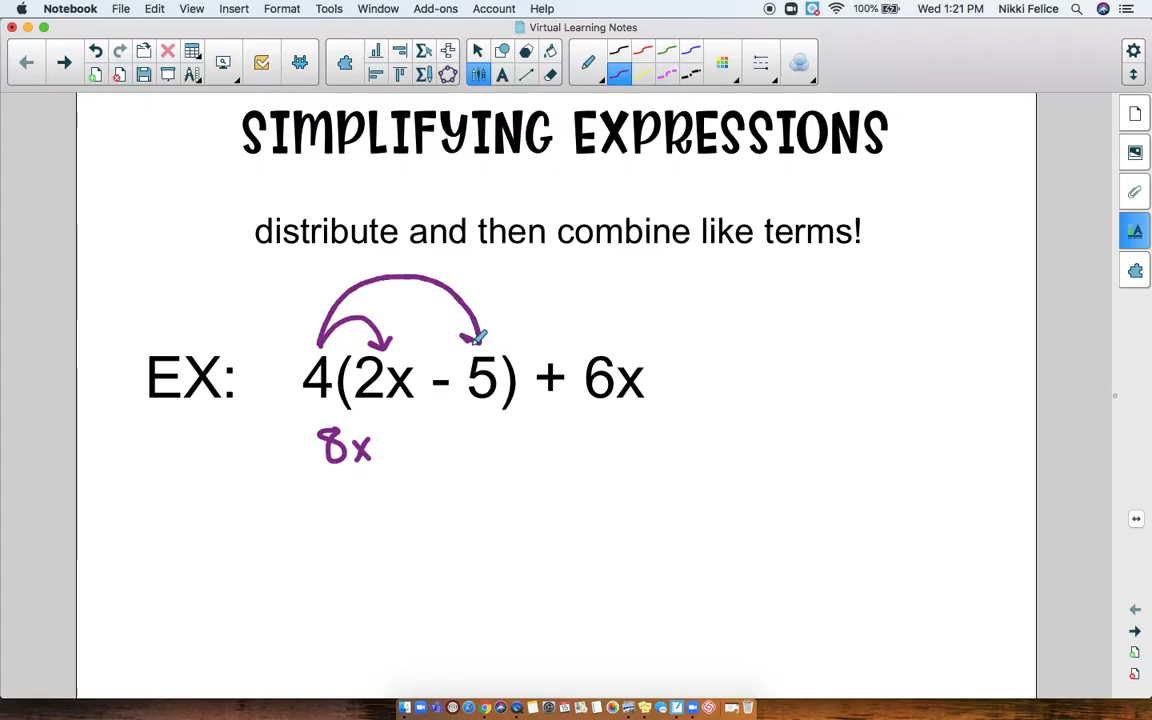 Notebook File Edit View Insert Format Tools Window Add-ons Account Help 100% Wed 1:21 PM Nikki Felice
Virtual Learning Notes
SIMPLIFYING EXPRESSIONS
distribute and then combine like terms!
EX: 4(2x - 5) + 6x
8x